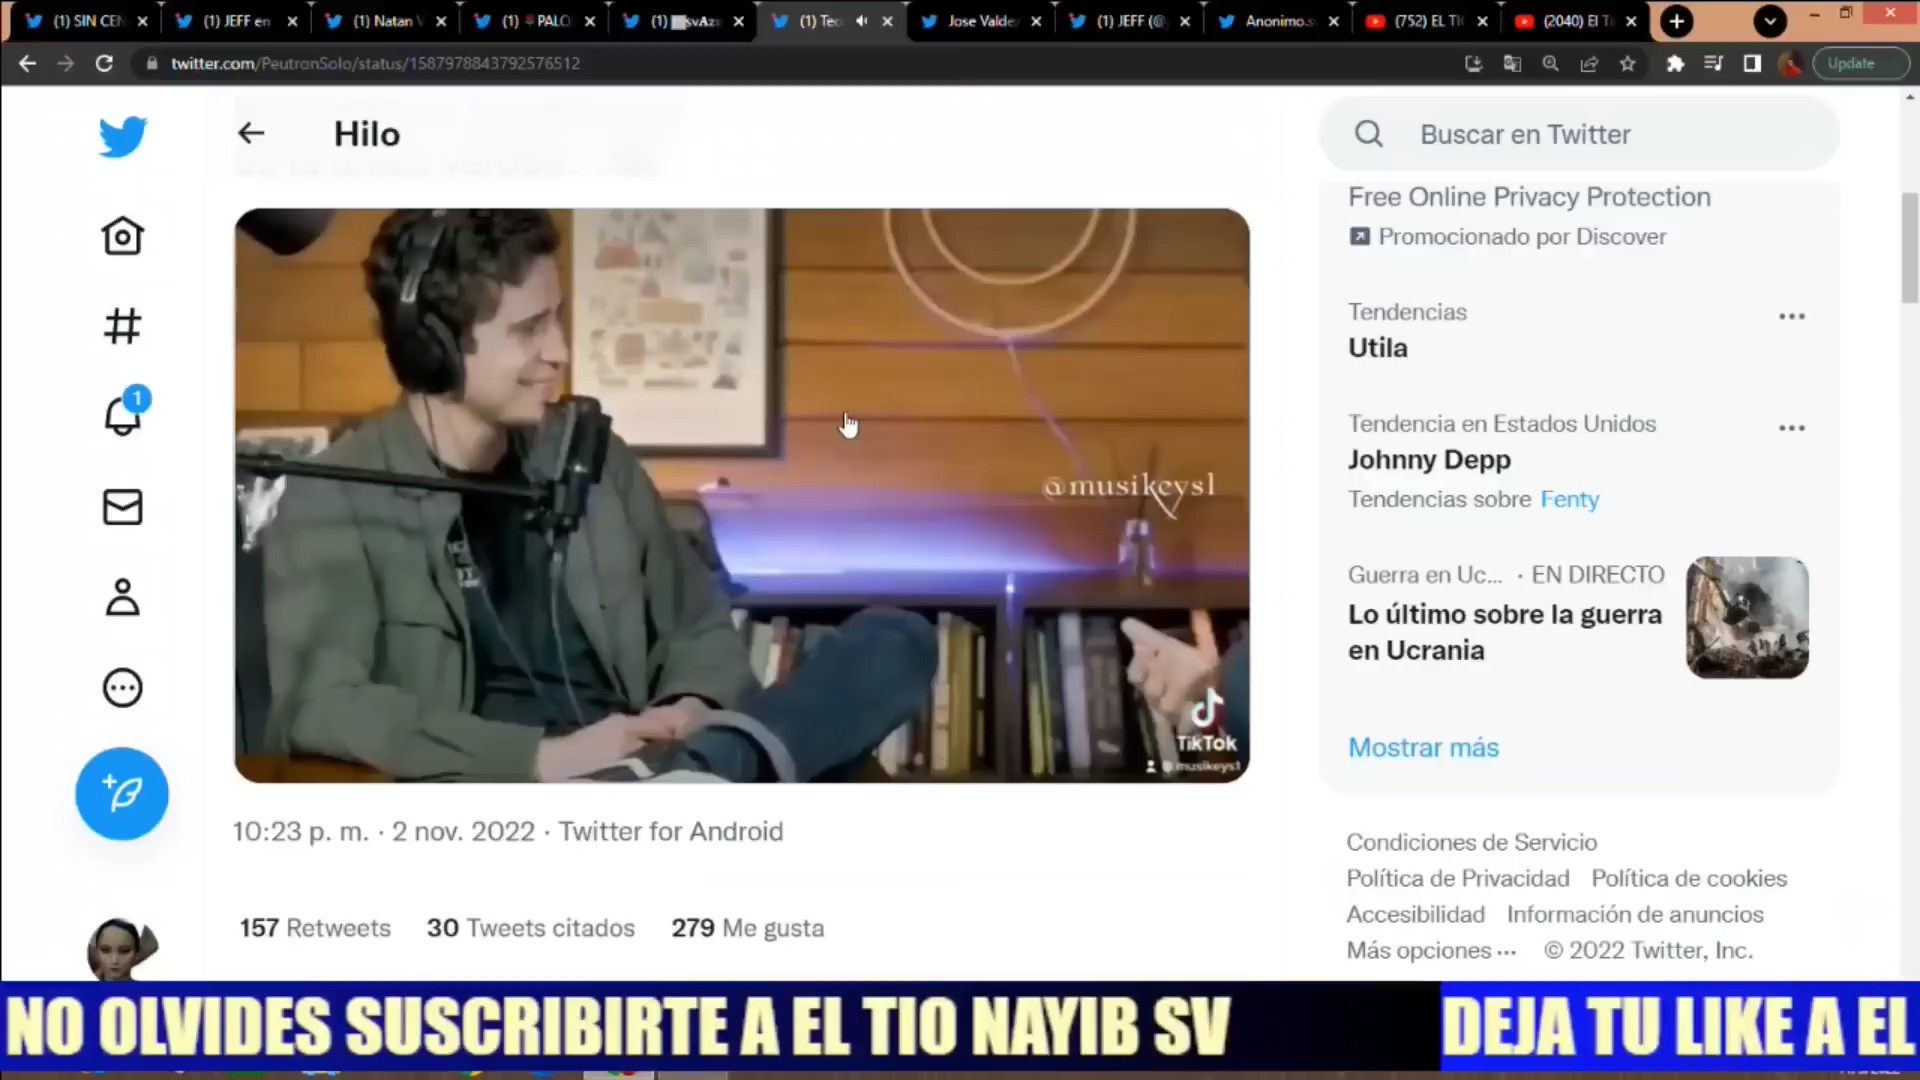 (1) SIN CEN
(1) JEFF en
(1) Natan V
(1) PALO
(1) svAz
(1) Tec
Jose Valde
(1) JEFF (@
Anonimo.
(752) EL TI
(2040) El T
twitter.com/PeutronSolo/status/1587978843792576512
Update
Hilo
Buscar en Twitter
Free Online Privacy Protection
Promocionado por Discover
Tendencias
Utila
Tendencia en Estados Unidos
Johnny Depp
Tendencias sobre Fenty
Guerra en Uc... · EN DIRECTO
Lo último sobre la guerra
en Ucrania
Mostrar más
1
@musikeysl
TikTok
@musikeys1
10:23 p. m. · 2 nov. 2022 · Twitter for Android
157 Retweets 30 Tweets citados 279 Me gusta
Condiciones de Servicio
Política de Privacidad Política de cookies
Accesibilidad Información de anuncios
Más opciones ··· © 2022 Twitter, Inc.
NO OLVIDES SUSCRIBIRTE A EL TIO NAYIB SV
DEJA TU LIKE A EL